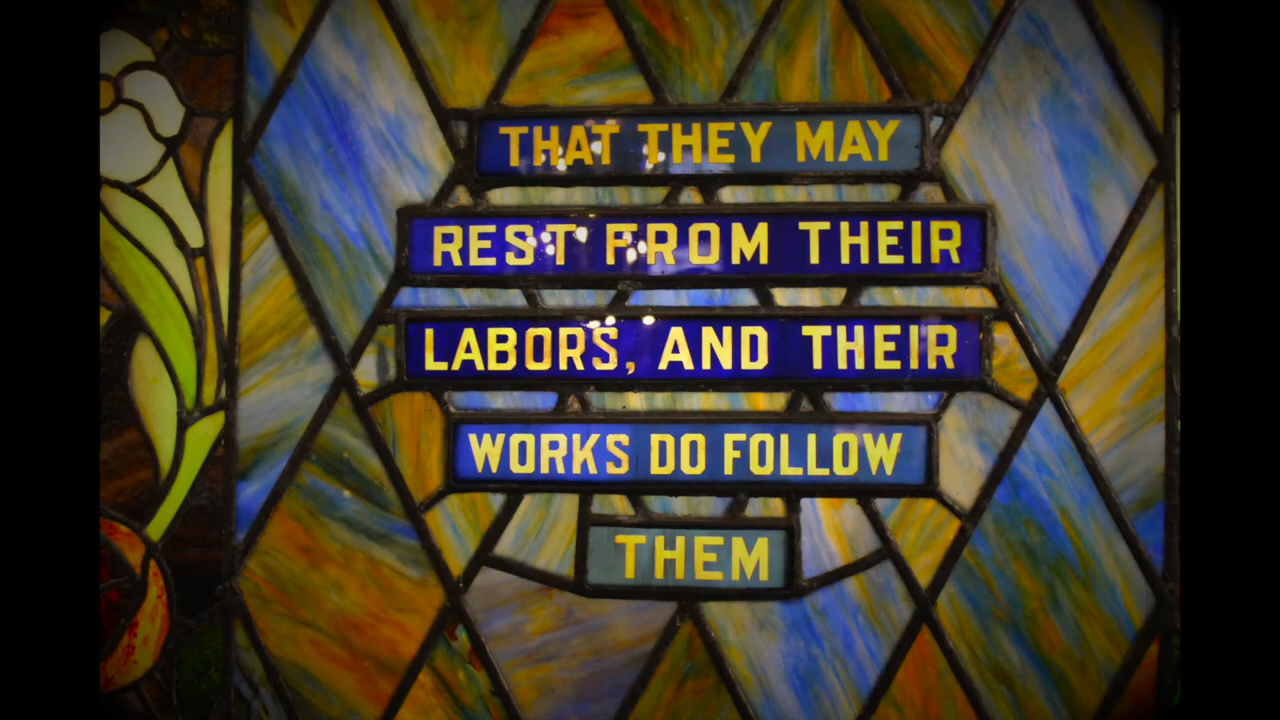 THAT THEY MAY
REST FROM THEIR
LABORS, AND THEIR
WORKS DO FOLLOW
THEM